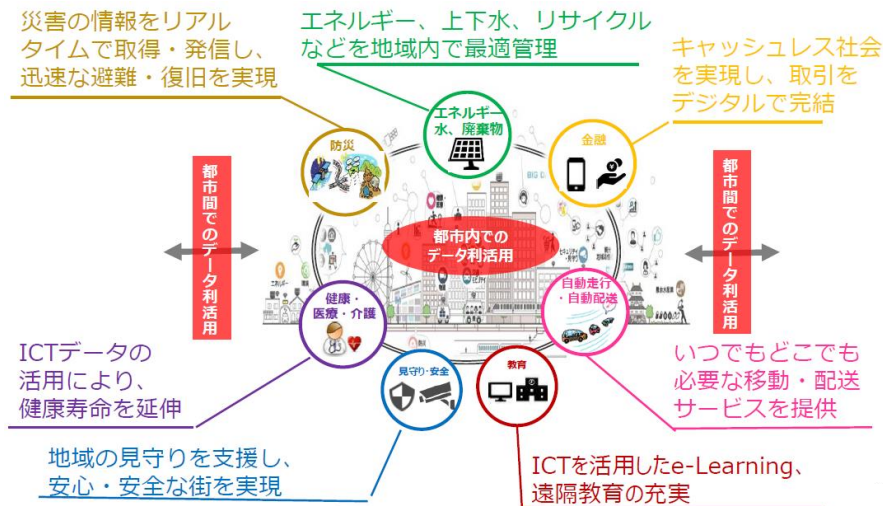 災害の情報をリアル
タイムで取得・発信し、
迅速な避難・復旧を実現
エネルギー、上下水、リサイクル
などを地域内で最適管理
キャッシュレス社会
を実現し、取引を
デジタルで完結
防災
エネルギー
水、廃棄物
金融
都市間でのデータ利活用
都市内での
データ利活用
都市間でのデータ利活用
健康・
医療・介護
自動走行
・自動配送
見守り・安全
教育
ICTデータの
活用により、
健康寿命を延伸
いつでもどこでも
必要な移動・配送
サービスを提供
地域の見守りを支援し、
安心・安全な街を実現
ICTを活用したe-Learning、
遠隔教育の充実